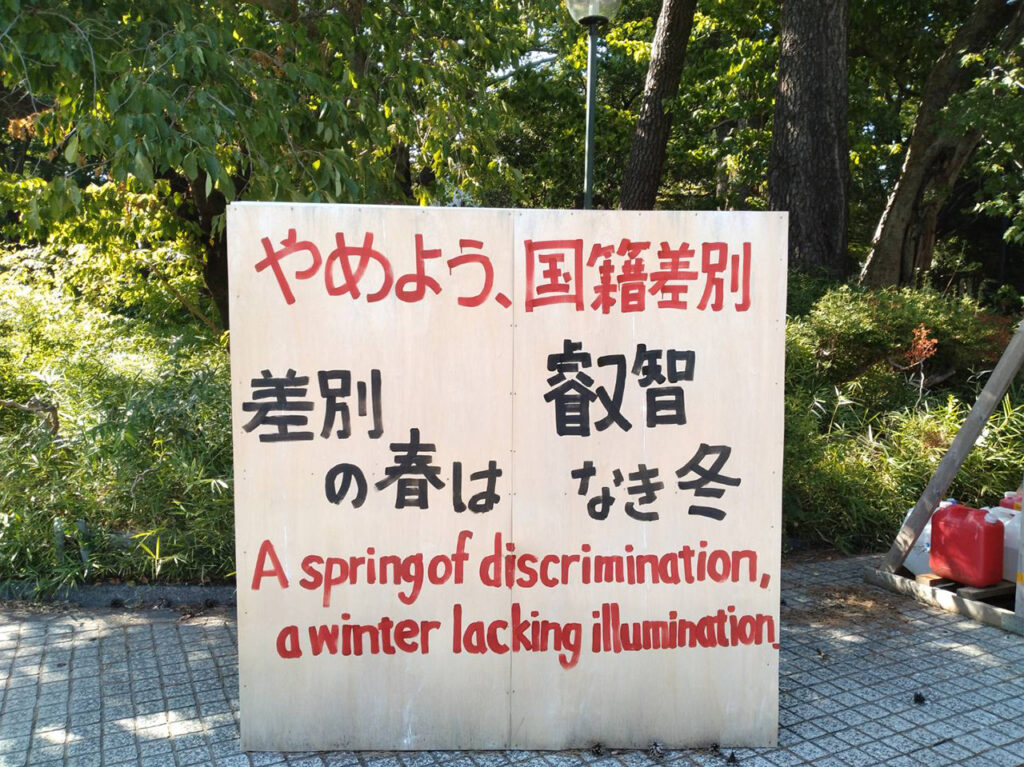 やめよう、国籍差別
差別 叡智
の春は なき冬
A spring of discrimination,
a winter lacking illumination.